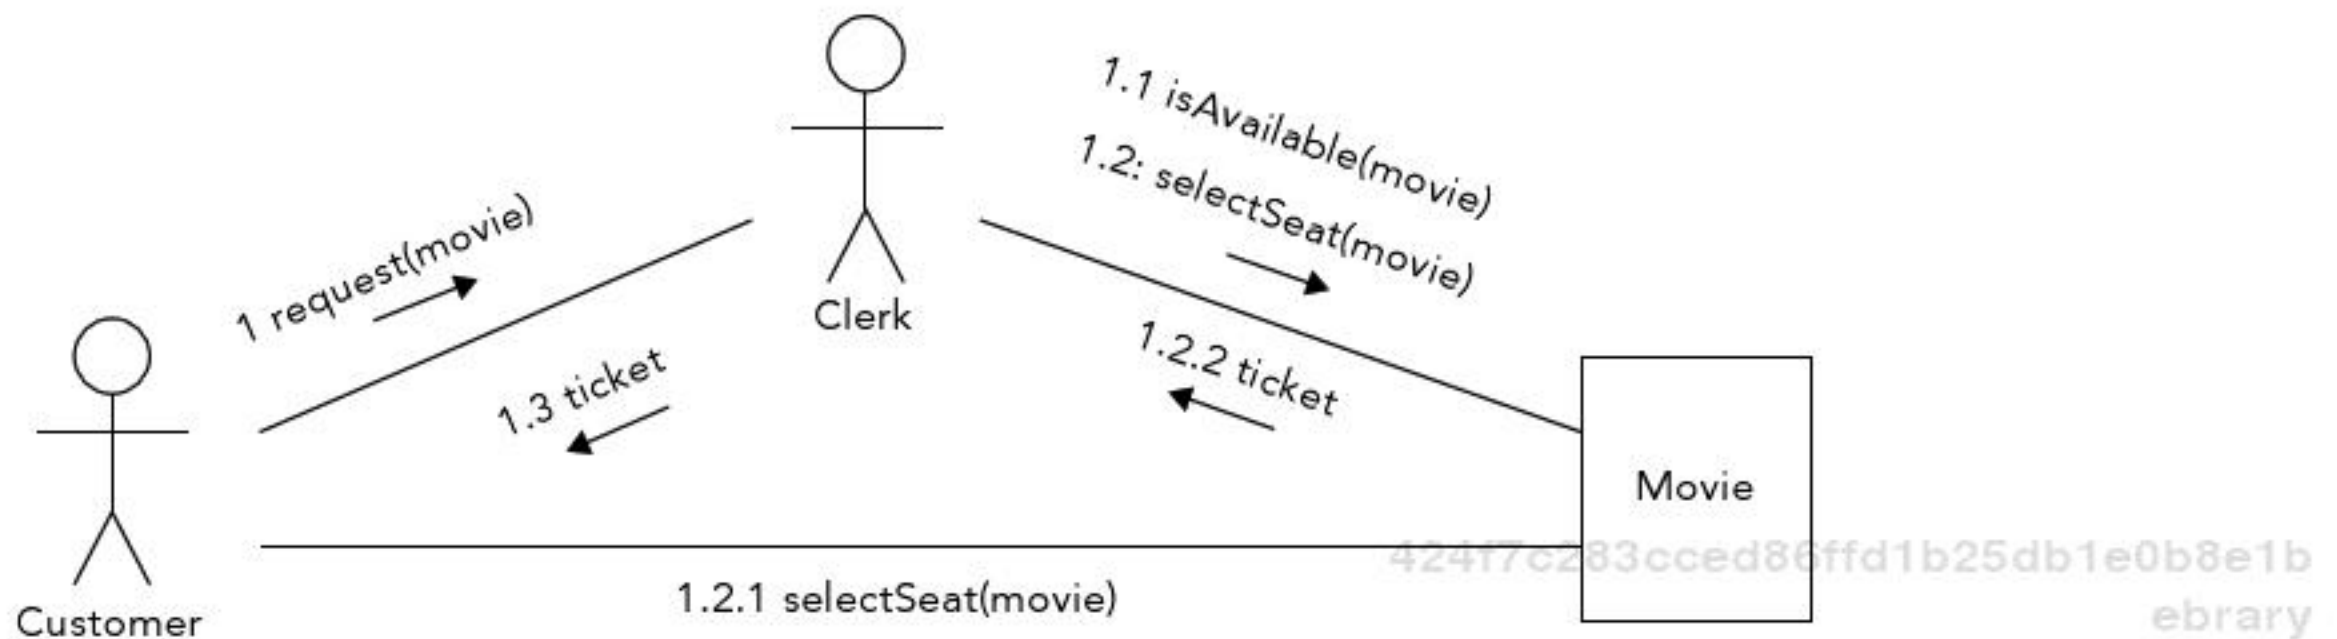 1.1 isAvailable(movie)
1.2: selectSeat(movie)
1 request(movie)
Clerk
1.2.2 ticket
1.3 ticket
Movie
424f7c283cced86ffd1b25db1e0b8e1b
ebrary
1.2.1 selectSeat(movie)
Customer